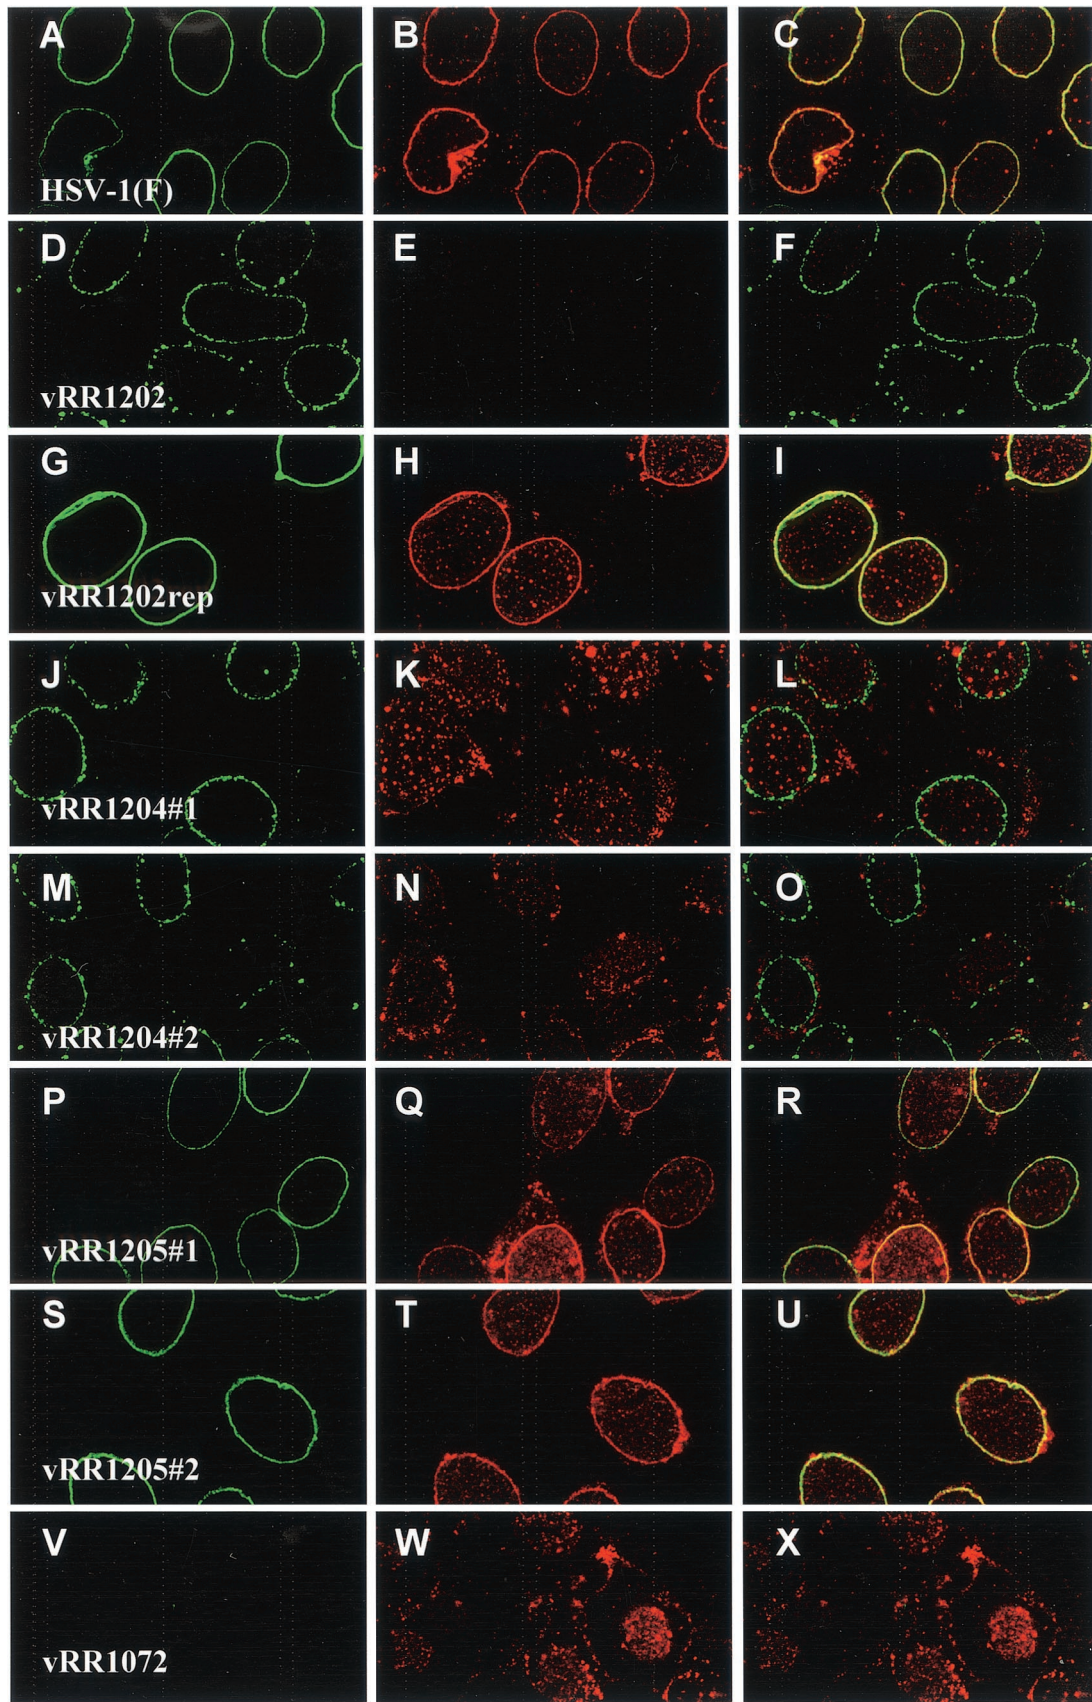 A B C
HSV-1(F)
D E F
vRR1202
G H I
vRR1202rep
J K L
vRR1204#1
M N O
vRR1204#2
P Q R
vRR1205#1
S T U
vRR1205#2
V W X
vRR1072